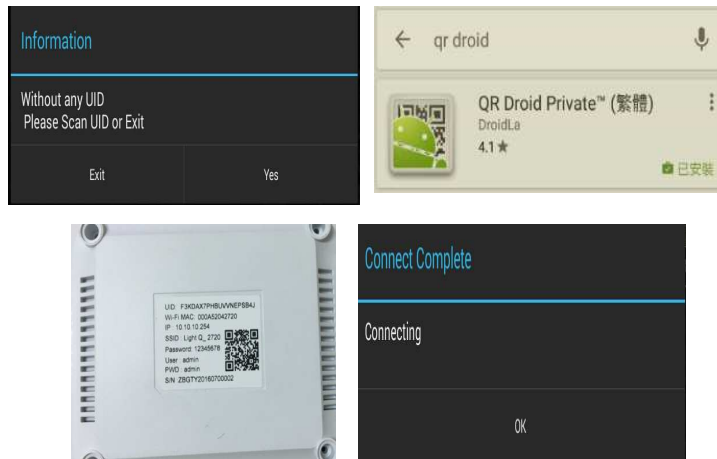 Information
Without any UID
Please Scan UID or Exit
Exit
Yes
qr droid
QR Droid Private™ (繁體)
DroidLa
4.1★
已安裝
UID F3KDAX7PHBUVVNEPSB4J
Wi-Fi MAC: 000A52042720
IP 10.10.10.254
SSID Light Q_ 2720
Password 12345678
User admin
PWD admin
S/N ZBGTY20160700002
Connect Complete
Connecting
OK